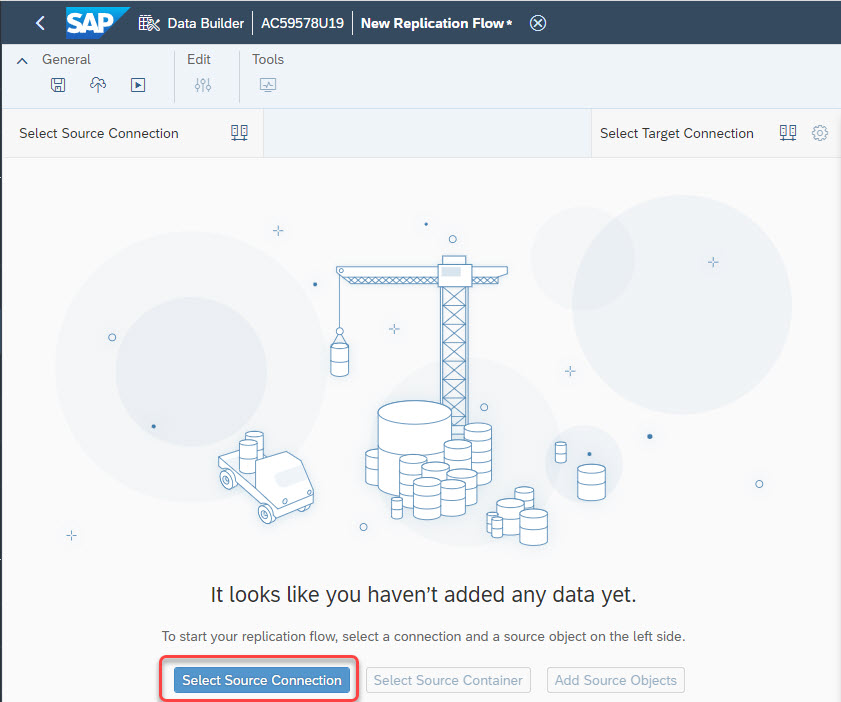 SAP Data Builder AC59578U19 New Replication Flow*
General Edit Tools
Select Source Connection Select Target Connection
It looks like you haven't added any data yet.
To start your replication flow, select a connection and a source object on the left side.
Select Source Connection Select Source Container Add Source Objects